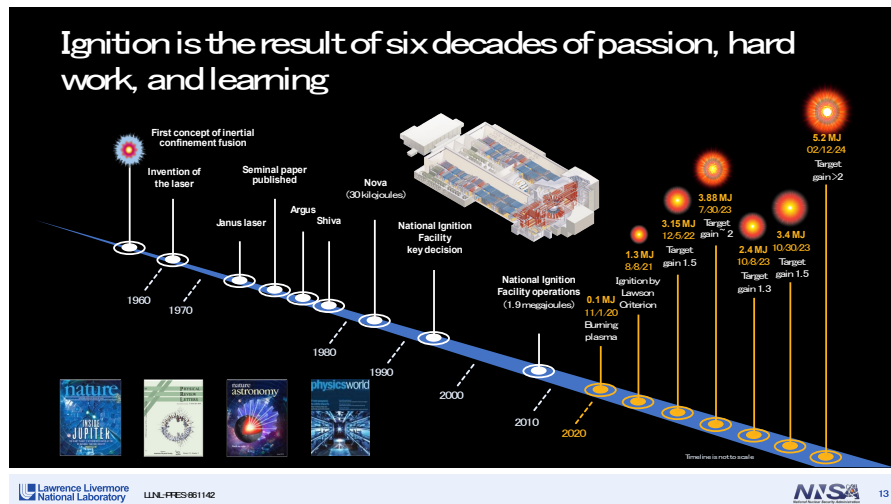 Ignition is the result of six decades of passion, hard
work, and learning
First concept of inertial
confinement fusion
Invention of
the laser
Seminal paper
published
Janus laser
Argus
Shiva
Nova
(30 kilojoules)
National Ignition
Facility
key decision
National Ignition
Facility operations
(1.9 megajoules)
0.1 MJ
11/1/20
Burning
plasma
1.3 MJ
8-8/21
Ignition by
Lawson
Criterion
3.15 MJ
12/5/22
Target
gain 1.5
3.88 MJ
7/30/23
Target
gain ~ 2
2.4 MJ
10/8/23
Target
gain 1.3
3.4 MJ
10/30/23
Target
gain 1.5
5.2 MJ
02/12/24
Target
gain >2
1960
1970
1980
1990
2000
2010
2020
nature
INSIDE
JUPITER
PHYSICAL
REVIEW
LETTERS
nature
astronomy
physicsworld
Timeline is not to scale
Lawrence Livermore
National Laboratory
LLNL-PRES-861142
NNSA
National Nuclear Security Administration
13